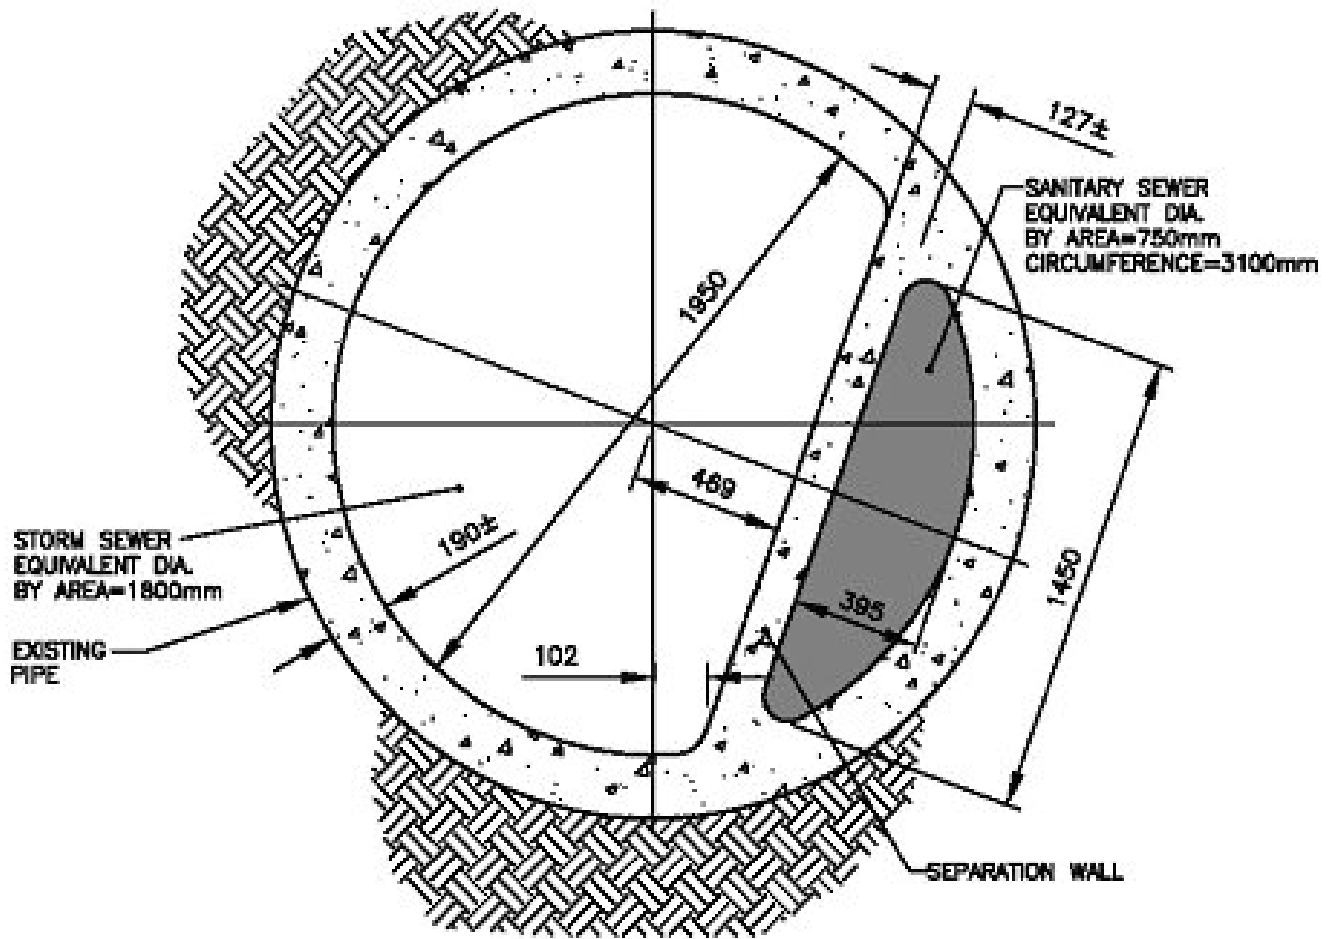 127±
SANITARY SEWER
EQUIVALENT DIA.
BY AREA=750mm
CIRCUMFERENCE=3100mm
1950
469
190±
STORM SEWER
EQUIVALENT DIA.
BY AREA=1800mm
395
1450
EXISTING
PIPE
102
SEPARATION WALL